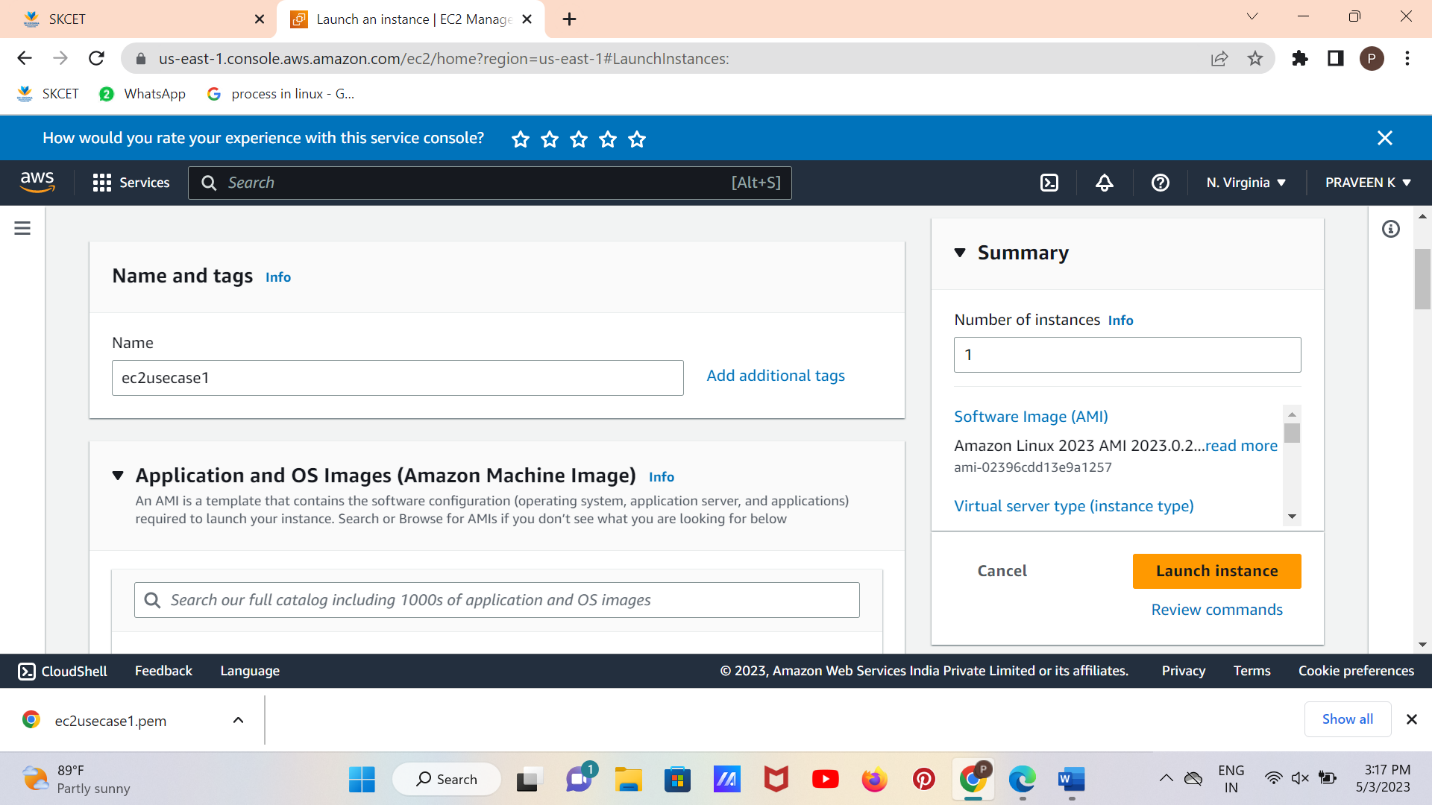 SKCET
Launch an instance | EC2 Manage
us-east-1.console.aws.amazon.com/ec2/home?region=us-east-1#LaunchInstances:
P
SKCET
2
WhatsApp
process in linux - G...
How would you rate your experience with this service console?
aws
Services
Search
[Alt+S]
N. Virginia
PRAVEEN K
Name and tags Info
Name
ec2usecase1
Add additional tags
Application and OS Images (Amazon Machine Image) Info
An AMI is a template that contains the software configuration (operating system, application server, and applications)
required to launch your instance. Search or Browse for AMIs if you don't see what you are looking for below
Search our full catalog including 1000s of application and OS images
Summary
Number of instances Info
1
Software Image (AMI)
Amazon Linux 2023 AMI 2023.0.2...read more
ami-02396cdd13e9a1257
Virtual server type (instance type)
Cancel
Launch instance
Review commands
CloudShell
Feedback
Language
© 2023, Amazon Web Services India Private Limited or its affiliates.
Privacy
Terms
Cookie preferences
ec2usecase1.pem
Show all
89°F
Partly sunny
Search
1
P
W
ENG
IN
3:17 PM
5/3/2023